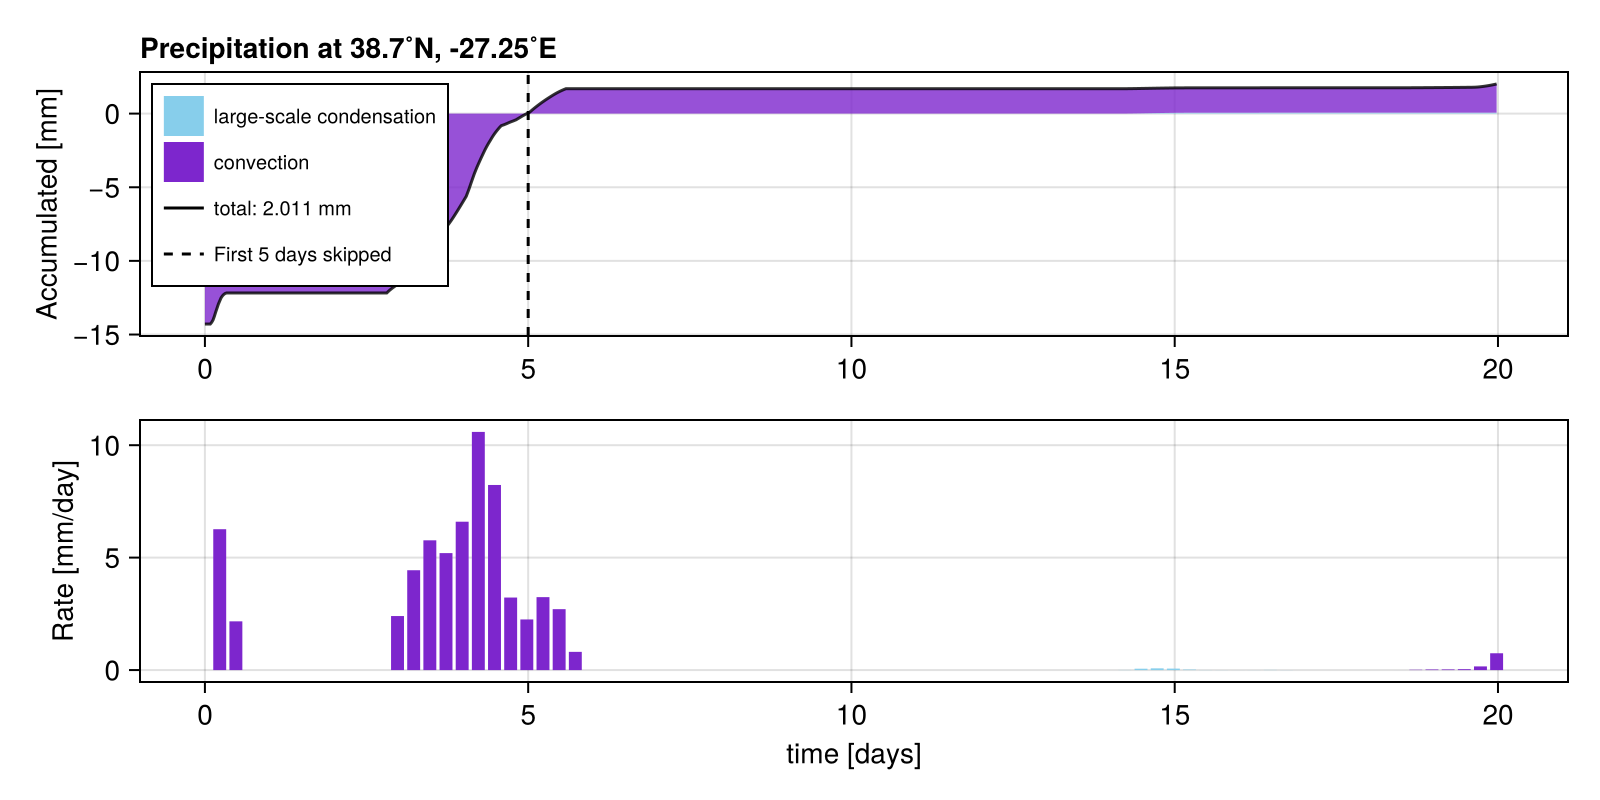 Precipitation at 38.7˚N, -27.25˚E
Accumulated [mm]
0
−5
−10
−15
large-scale condensation
convection
total: 2.011 mm
First 5 days skipped
0 5 10 15 20
Rate [mm/day]
10
5
0
0 5 10 15 20
time [days]